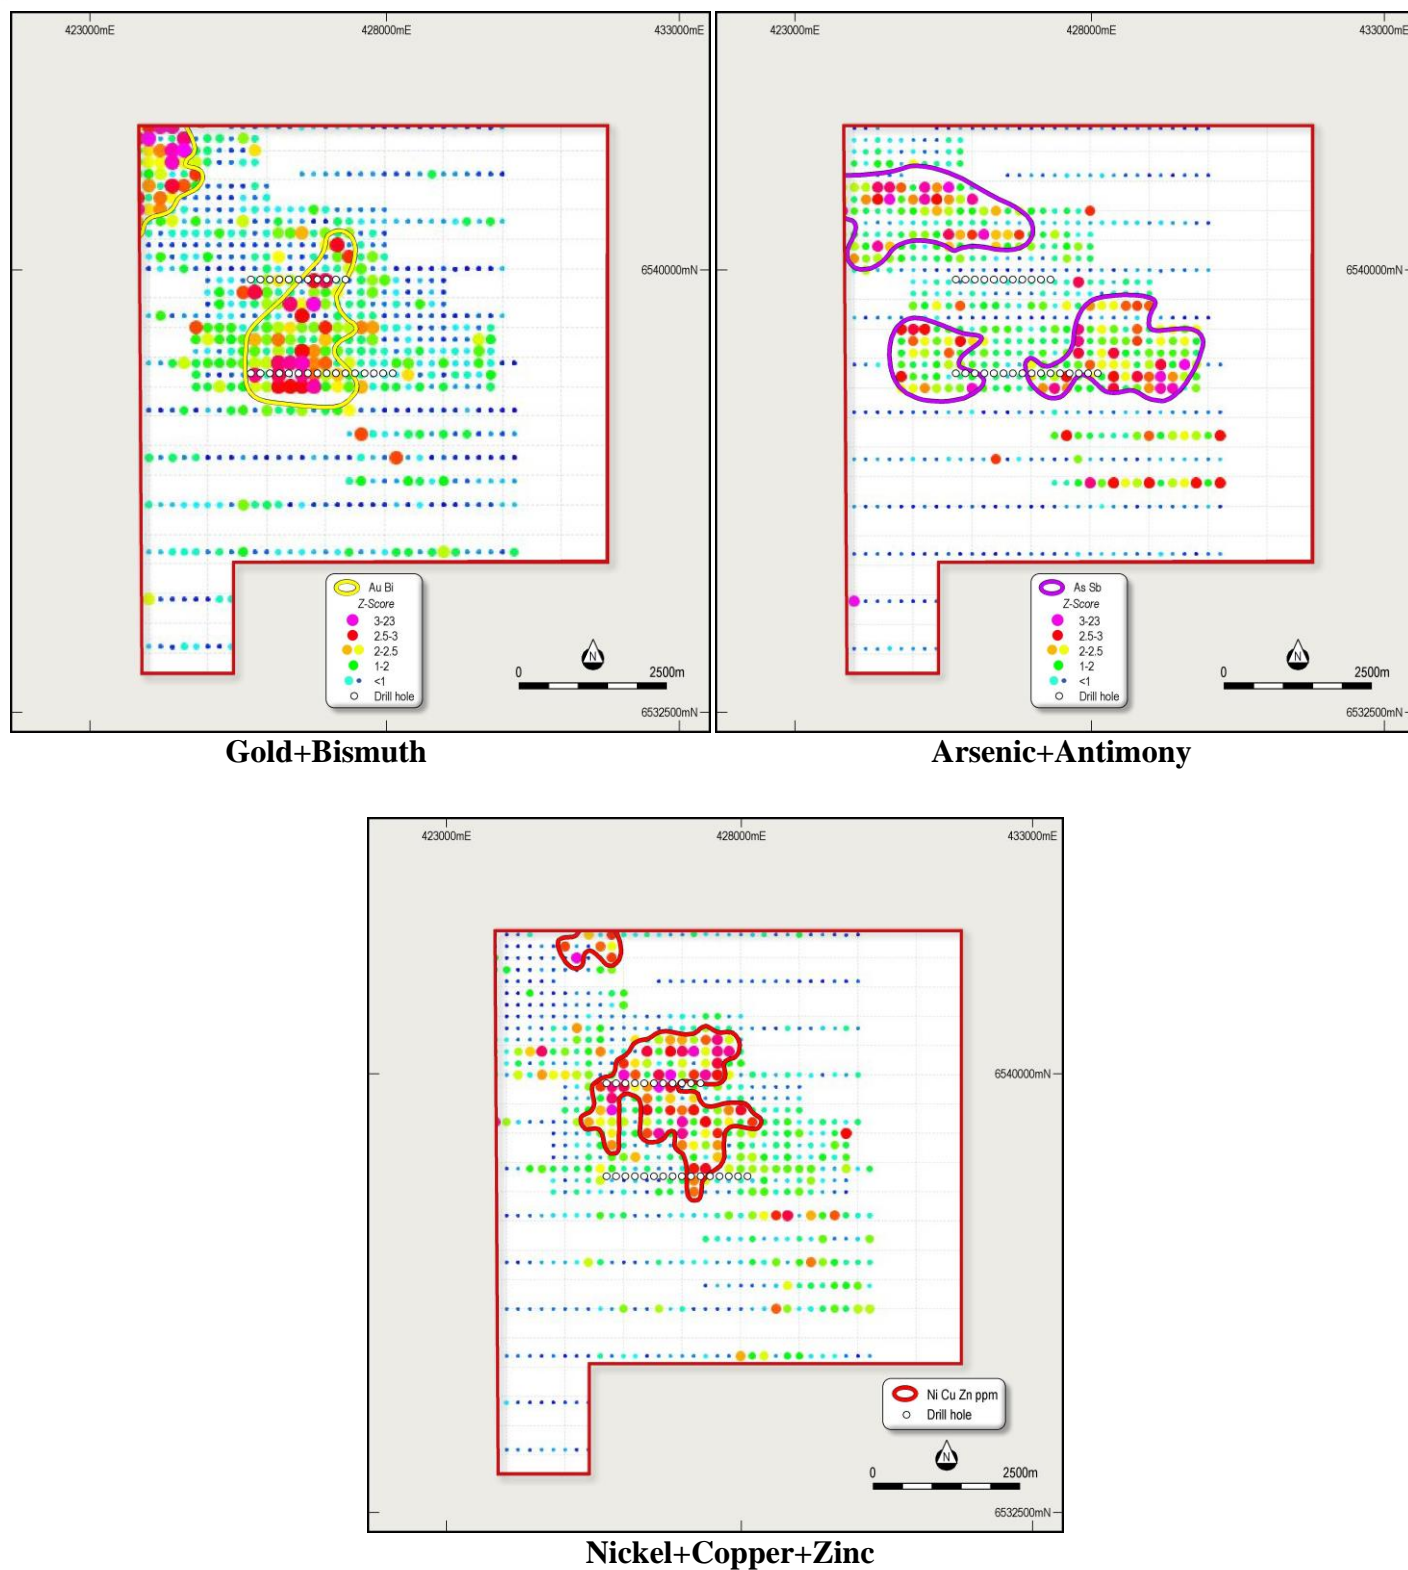 423000mE 428000mE 433000mE
6540000mN
Au Bi
Z-Score
3-23
2.5-3
2-2.5
1-2
<1
Drill hole
N
0 2500m
6532500mN
Gold+Bismuth
423000mE 428000mE 433000mE
6540000mN
As Sb
Z-Score
3-23
2.5-3
2-2.5
1-2
<1
Drill hole
N
0 2500m
6532500mN
Arsenic+Antimony
423000mE 428000mE 433000mE
6540000mN
Ni Cu Zn ppm
Drill hole
N
0 2500m
6532500mN
Nickel+Copper+Zinc